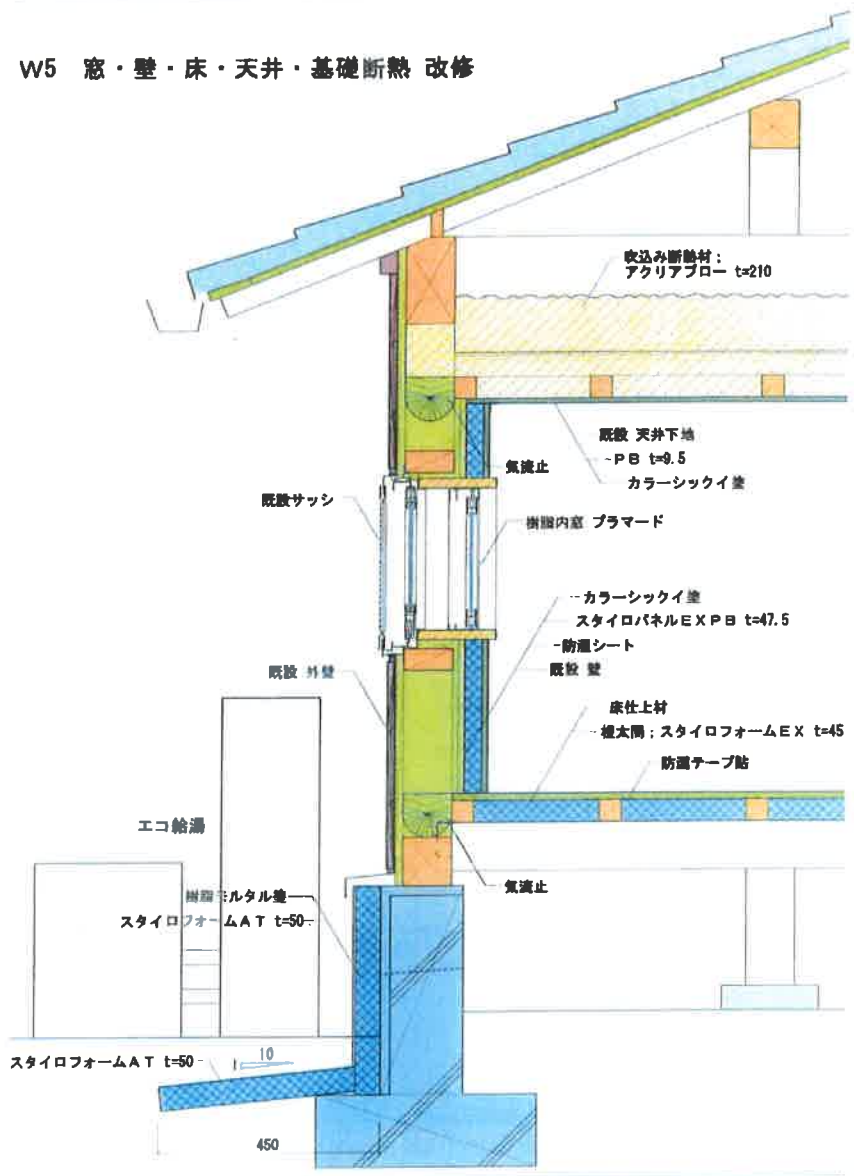 W5 窓・壁・床・天井・基礎断熱 改修
吹込み断熱材；
アクリアブロー t=210
既設 天井下地
-PB t=9.5
カラーシックイ塗
気流止
既設サッシ
樹脂内窓 プラマード
カラーシックイ塗
スタイロパネルEXPB t=47.5
-防湿シート
既設 壁
既設 外壁
床仕上材
根太間；スタイロフォームEX t=45
防湿テープ貼
エコ給湯
気流止
樹脂モルタル塗
スタイロフォームAT t=50
スタイロフォームAT t=50
1 10
450